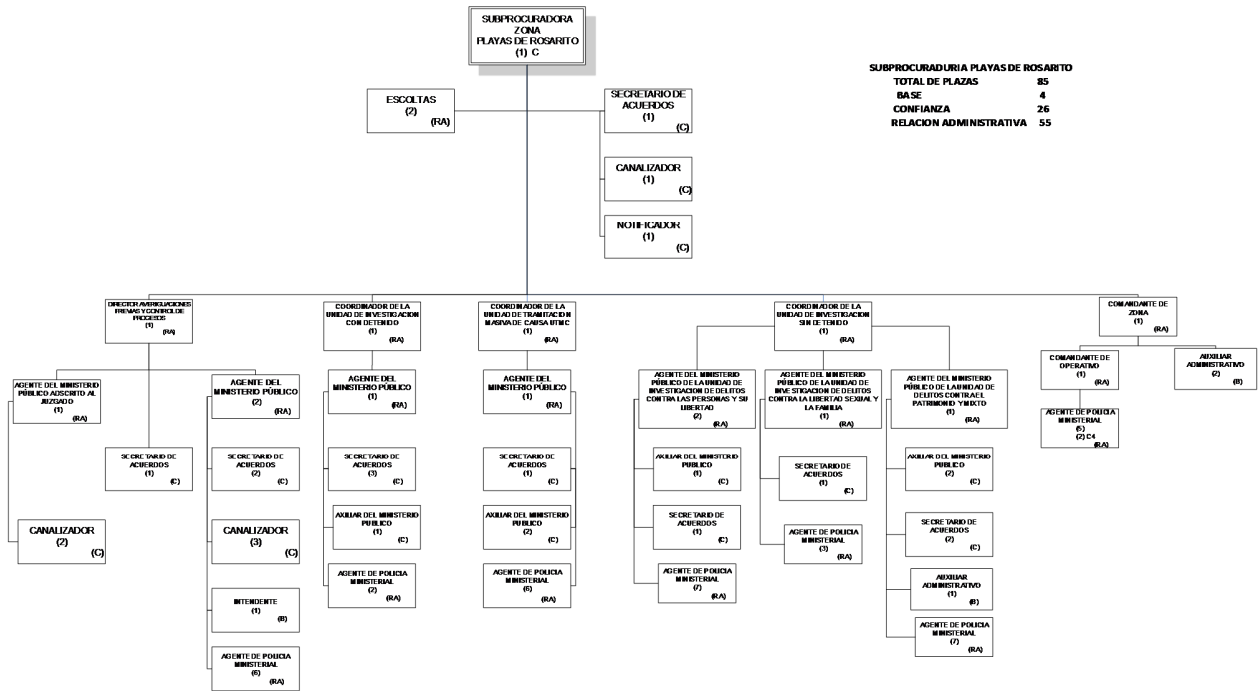 SUBPROCURADORA
ZONA
PLAYAS DE ROSARITO
(1) C
SUBPROCURADURIA PLAYAS DE ROSARITO
TOTAL DE PLAZAS 85
BASE 4
CONFIANZA 26
RELACION ADMINISTRATIVA 55
ESCOLTAS
(2)
(RA)
SECRETARIO DE
ACUERDOS
(1)
(C)
CANALIZADOR
(1)
(C)
NOTIFICADOR
(1)
(C)
DIRECTOR AVERIGUACIONES
PREVIAS Y CONTROL DE
PROCESOS
(1)
(RA)
AGENTE DEL MINISTERIO
PÚBLICO ADSCRITO AL
JUZGADO
(1)
(RA)
CANALIZADOR
(2)
(C)
SECRETARIO DE
ACUERDOS
(1)
(C)
AGENTE DEL
MINISTERIO PÚBLICO
(2)
(RA)
SECRETARIO DE
ACUERDOS
(2)
(C)
CANALIZADOR
(3)
(C)
INTENDENTE
(1)
(B)
AGENTE DE POLICIA
MINISTERIAL
(6)
(RA)
COORDINADOR DE LA
UNIDAD DE INVESTIGACION
CON DETENIDO
(1)
(RA)
AGENTE DEL
MINISTERIO PÚBLICO
(1)
(RA)
SECRETARIO DE
ACUERDOS
(3)
(C)
AXILIAR DEL MINISTERIO
PUBLICO
(1)
(C)
AGENTE DE POLICIA
MINISTERIAL
(2)
(RA)
COORDINADOR DE LA
UNIDAD DE TRAMITACION
MASIVA DE CAUSA UTMC
(1)
(RA)
AGENTE DEL
MINISTERIO PÚBLICO
(1)
(RA)
SECRETARIO DE
ACUERDOS
(1)
(C)
AXILIAR DEL MINISTERIO
PUBLICO
(2)
(C)
AGENTE DE POLICIA
MINISTERIAL
(6)
(RA)
COORDINADOR DE LA
UNIDAD DE INVESTIGACION
SIN DETENIDO
(1)
(RA)
AGENTE DEL MINISTERIO
PÚBLICO DE LA UNIDAD DE
INVESTIGACION DE DELITOS
CONTRA LAS PERSONAS Y SU
LIBERTAD
(2)
(RA)
AXILIAR DEL MINISTERIO
PUBLICO
(1)
(C)
SECRETARIO DE
ACUERDOS
(1)
(C)
AGENTE DE POLICIA
MINISTERIAL
(7)
(RA)
AGENTE DEL MINISTERIO
PÚBLICO DE LA UNIDAD DE
INVESTIGACION DE DELITOS
CONTRA LA LIBERTAD SEXUAL Y
LA FAMILIA
(1)
(RA)
SECRETARIO DE
ACUERDOS
(1)
(C)
AGENTE DE POLICIA
MINISTERIAL
(3)
(RA)
AGENTE DEL MINISTERIO
PÚBLICO DE LA UNIDAD DE
DELITOS CONTRA EL
PATRIMONIO Y MIXTO
(1)
(RA)
AXILIAR DEL MINISTERIO
PUBLICO
(2)
(C)
SECRETARIO DE
ACUERDOS
(2)
(C)
AUXILIAR
ADMINISTRATIVO
(1)
(B)
AGENTE DE POLICIA
MINISTERIAL
(7)
(RA)
COMANDANTE DE
ZONA
(1)
(RA)
COMANDANTE DE
OPERATIVO
(1)
(RA)
AGENTE DE POLICIA
MINISTERIAL
(5)
(2) C4
(RA)
AUXILIAR
ADMINISTRATIVO
(2)
(B)